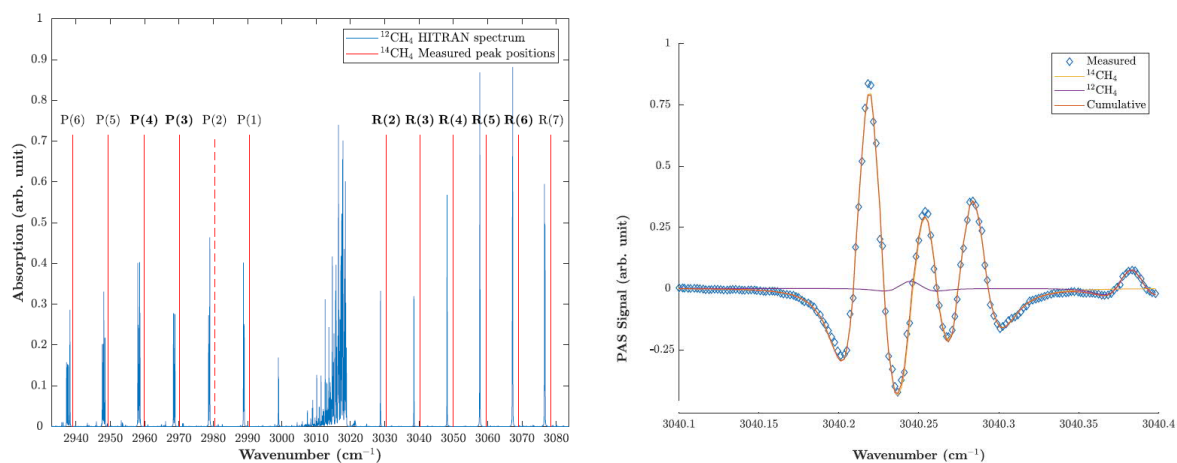 1
0.9
0.8
0.7
0.6
0.5
0.4
0.3
0.2
0.1
0
Absorption (arb. unit)
¹²CH₄ HITRAN spectrum
¹⁴CH₄ Measured peak positions
P(6) P(5) P(4) P(3) P(2) P(1) R(2) R(3) R(4) R(5) R(6) R(7)
2940 2950 2960 2970 2980 2990 3000 3010 3020 3030 3040 3050 3060 3070 3080
Wavenumber (cm⁻¹)
1
0.75
0.5
0.25
0
-0.25
PAS Signal (arb. unit)
Measured
¹⁴CH₄
¹²CH₄
Cumulative
3040.1 3040.15 3040.2 3040.25 3040.3 3040.35 3040.4
Wavenumber (cm⁻¹)